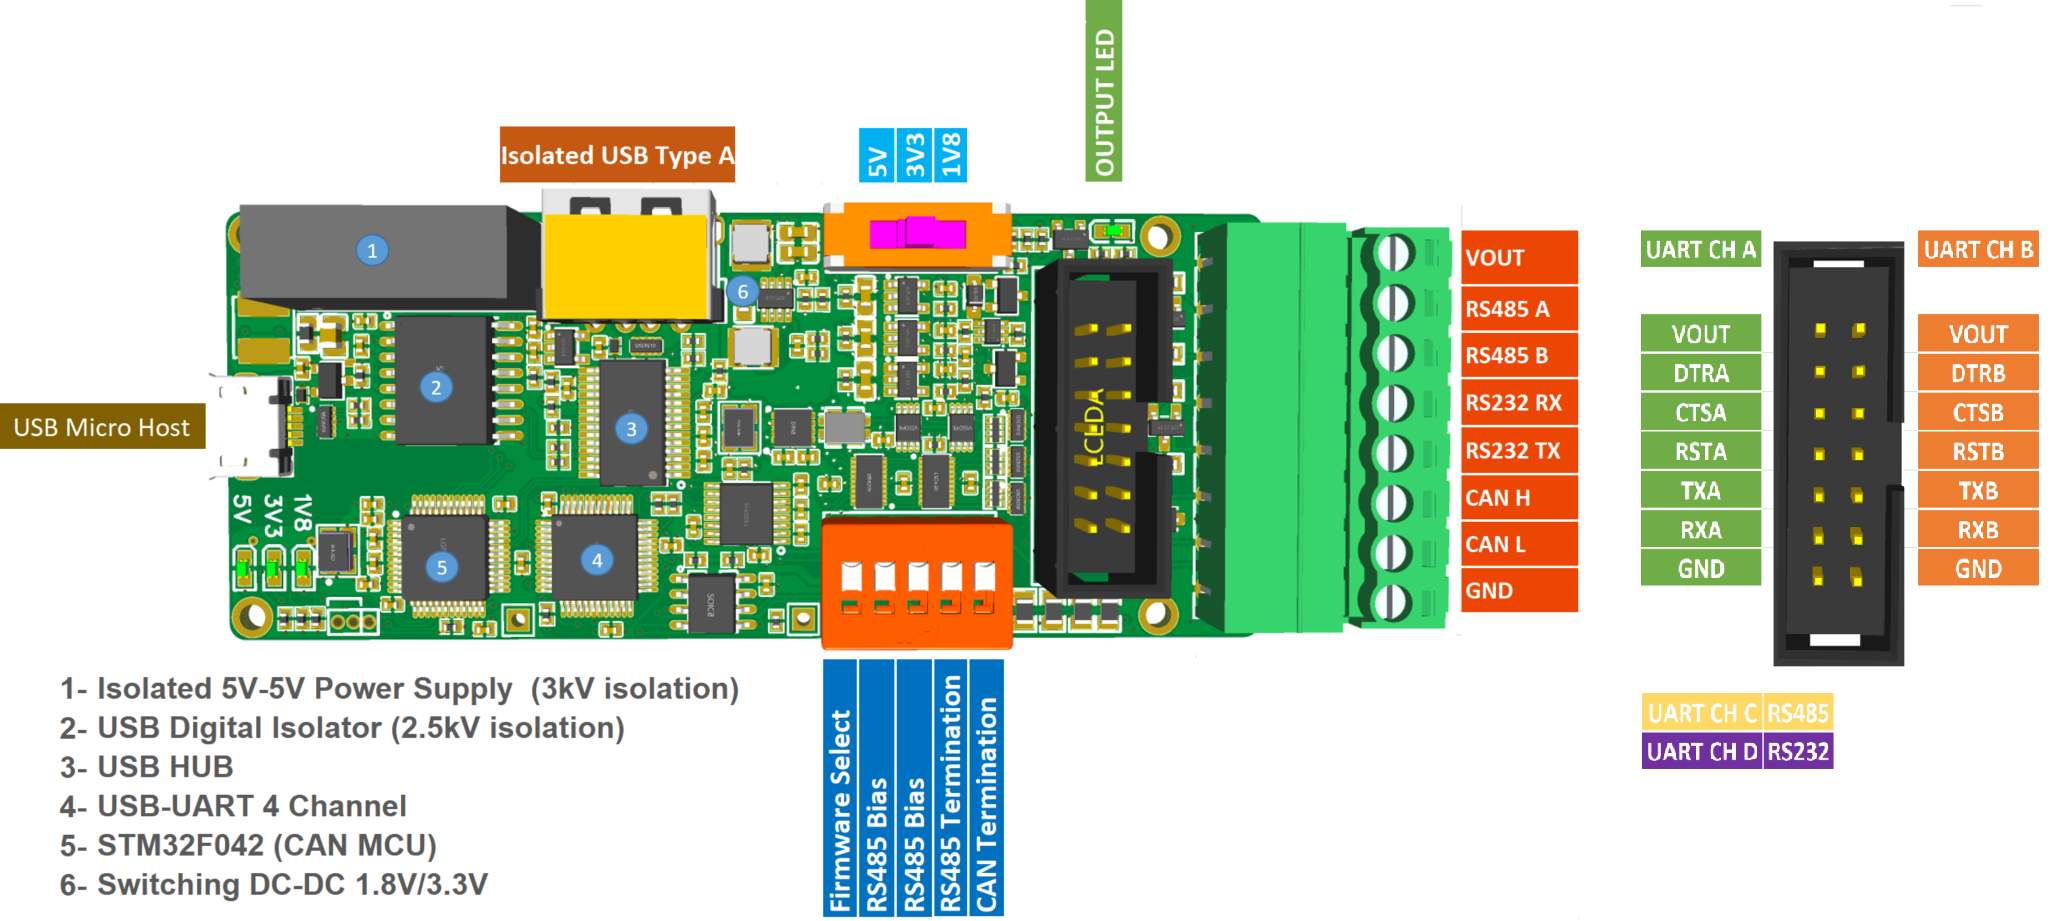 OUTPUT LED
Isolated USB Type A
5V
3V3
1V8
1
6
2
3
5
4
LCEDA
SOIC8
USB Micro Host
5V
3V3
1V8
VOUT
RS485 A
RS485 B
RS232 RX
RS232 TX
CAN H
CAN L
GND
UART CH A
UART CH B
VOUT
VOUT
DTRA
DTRB
CTSA
CTSB
RSTA
RSTB
TXA
TXB
RXA
RXB
GND
GND
UART CH C RS485
UART CH D RS232
Firmware Select
RS485 Bias
RS485 Bias
RS485 Termination
CAN Termination
1- Isolated 5V-5V Power Supply (3kV isolation)
2- USB Digital Isolator (2.5kV isolation)
3- USB HUB
4- USB-UART 4 Channel
5- STM32F042 (CAN MCU)
6- Switching DC-DC 1.8V/3.3V